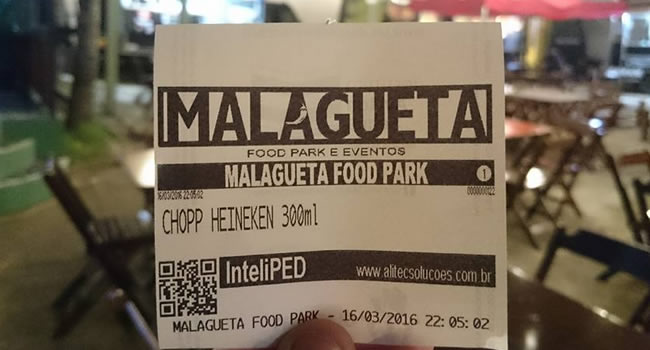 MALAGUETA
FOOD PARK E EVENTOS
MALAGUETA FOOD PARK 1
16/03/2016 22:05:02 0000000122
CHOPP HEINEKEN 300ml
InteliPED www.alitecsolucoes.com.br
MALAGUETA FOOD PARK - 16/03/2016 22:05:02